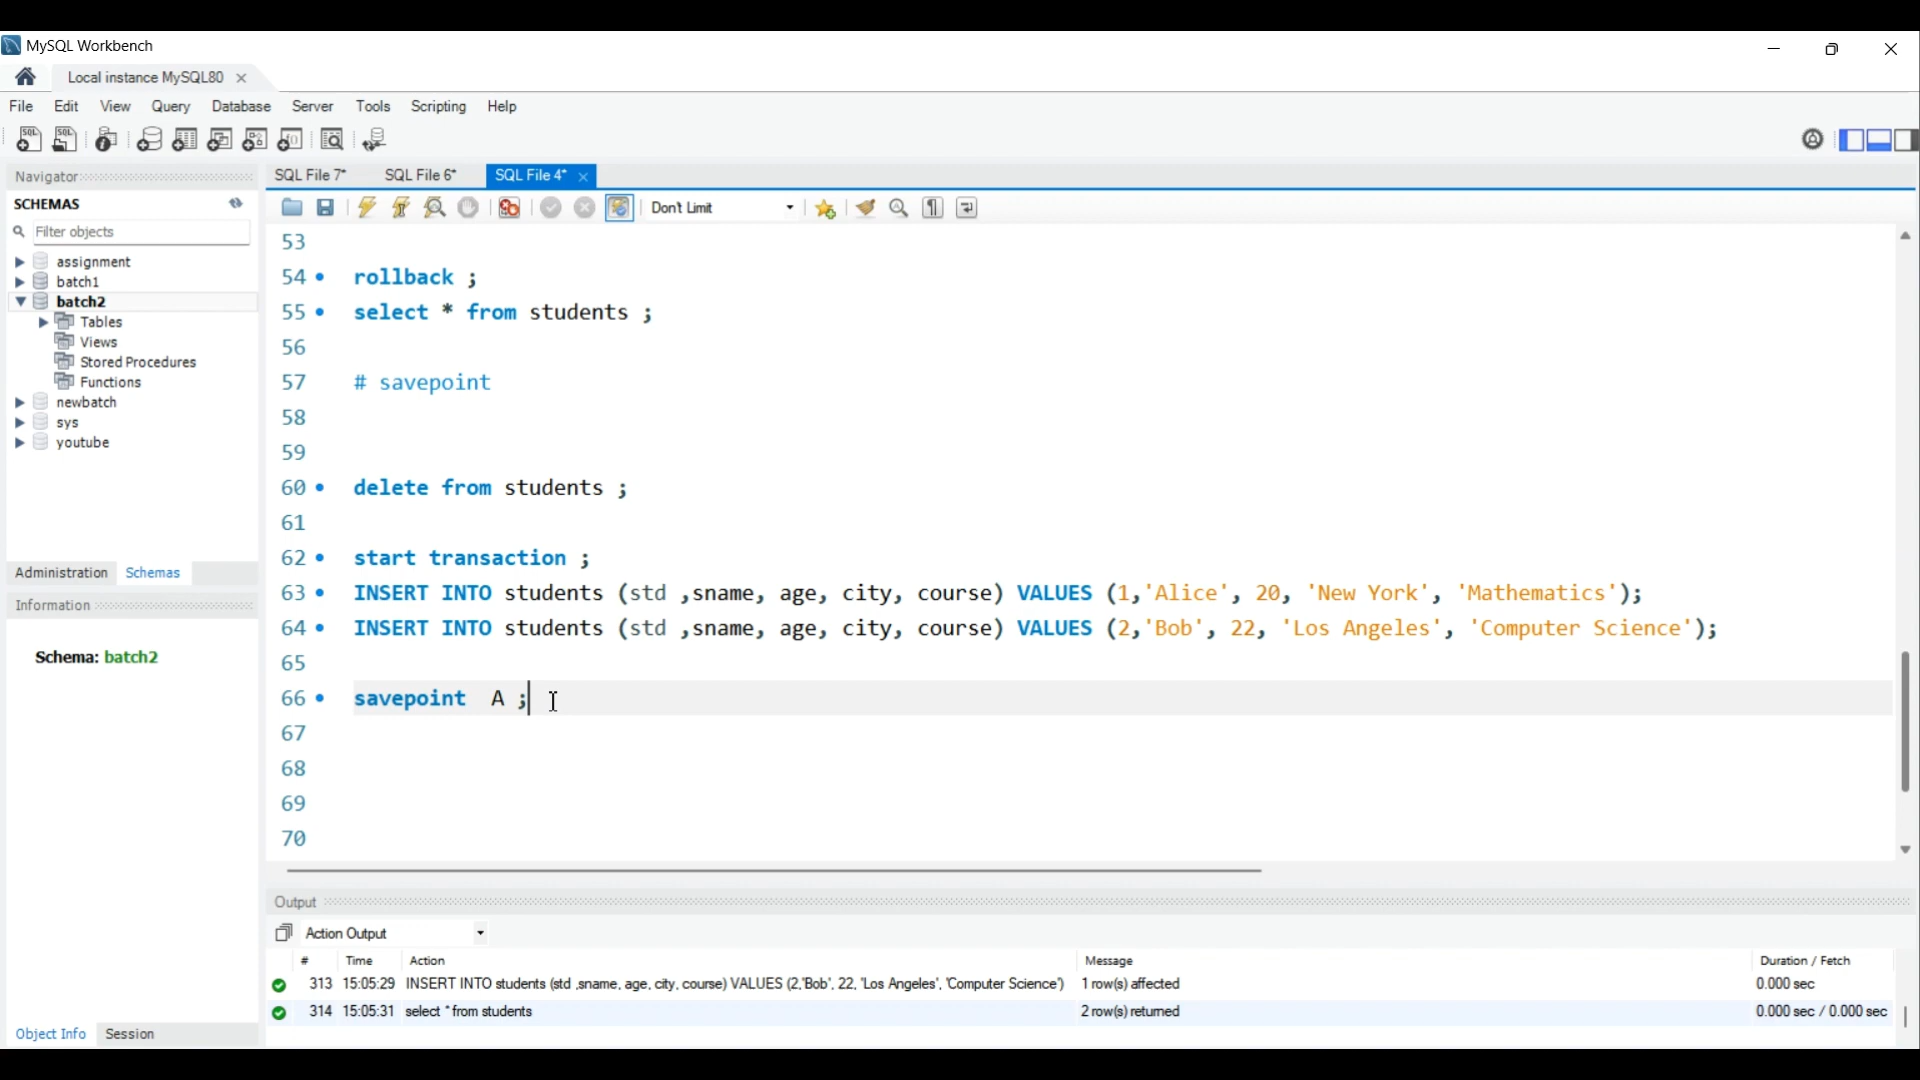 MySQL Workbench
Local instance MySQL80
File Edit View Query Database Server Tools Scripting Help
Navigator
SCHEMAS
Filter objects
assignment
batch1
batch2
Tables
Views
Stored Procedures
Functions
newbatch
sys
youtube
Administration Schemas
Information
Schema: batch2
Object Info Session
SQL File 7* SQL File 6* SQL File 4*
Don't Limit
53
54 rollback ;
55 select * from students ;
56
57 # savepoint
58
59
60 delete from students ;
61
62 start transaction ;
63 INSERT INTO students (std ,sname, age, city, course) VALUES (1,'Alice', 20, 'New York', 'Mathematics');
64 INSERT INTO students (std ,sname, age, city, course) VALUES (2,'Bob', 22, 'Los Angeles', 'Computer Science');
65
66 savepoint  A ;
67
68
69
70
Output
Action Output
# Time Action Message Duration / Fetch
313 15:05:29 INSERT INTO students (std ,sname, age, city, course) VALUES (2,'Bob', 22, 'Los Angeles', 'Computer Science') 1 row(s) affected 0.000 sec
314 15:05:31 select * from students 2 row(s) returned 0.000 sec / 0.000 sec